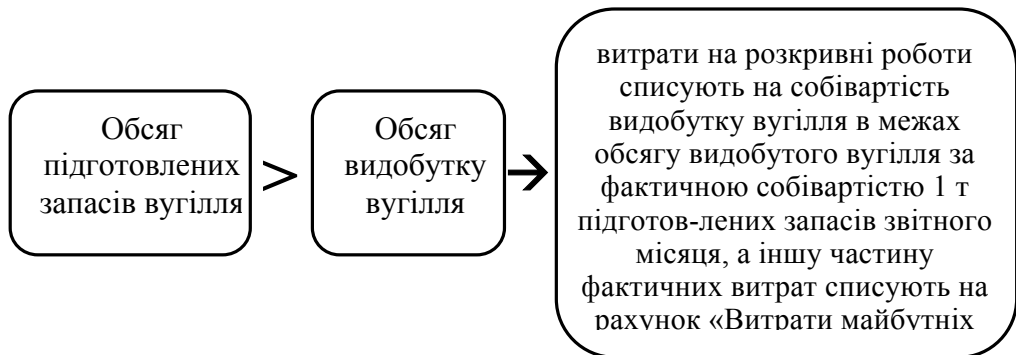 Обсяг
підготовлених
запасів вугілля
>
Обсяг
видобутку
вугілля
→
витрати на розкривні роботи
списують на собівартість
видобутку вугілля в межах
обсягу видобутого вугілля за
фактичною собівартістю 1 т
підготов-лених запасів звітного
місяця, а іншу частину
фактичних витрат списують на
рахунок «Витрати майбутніх